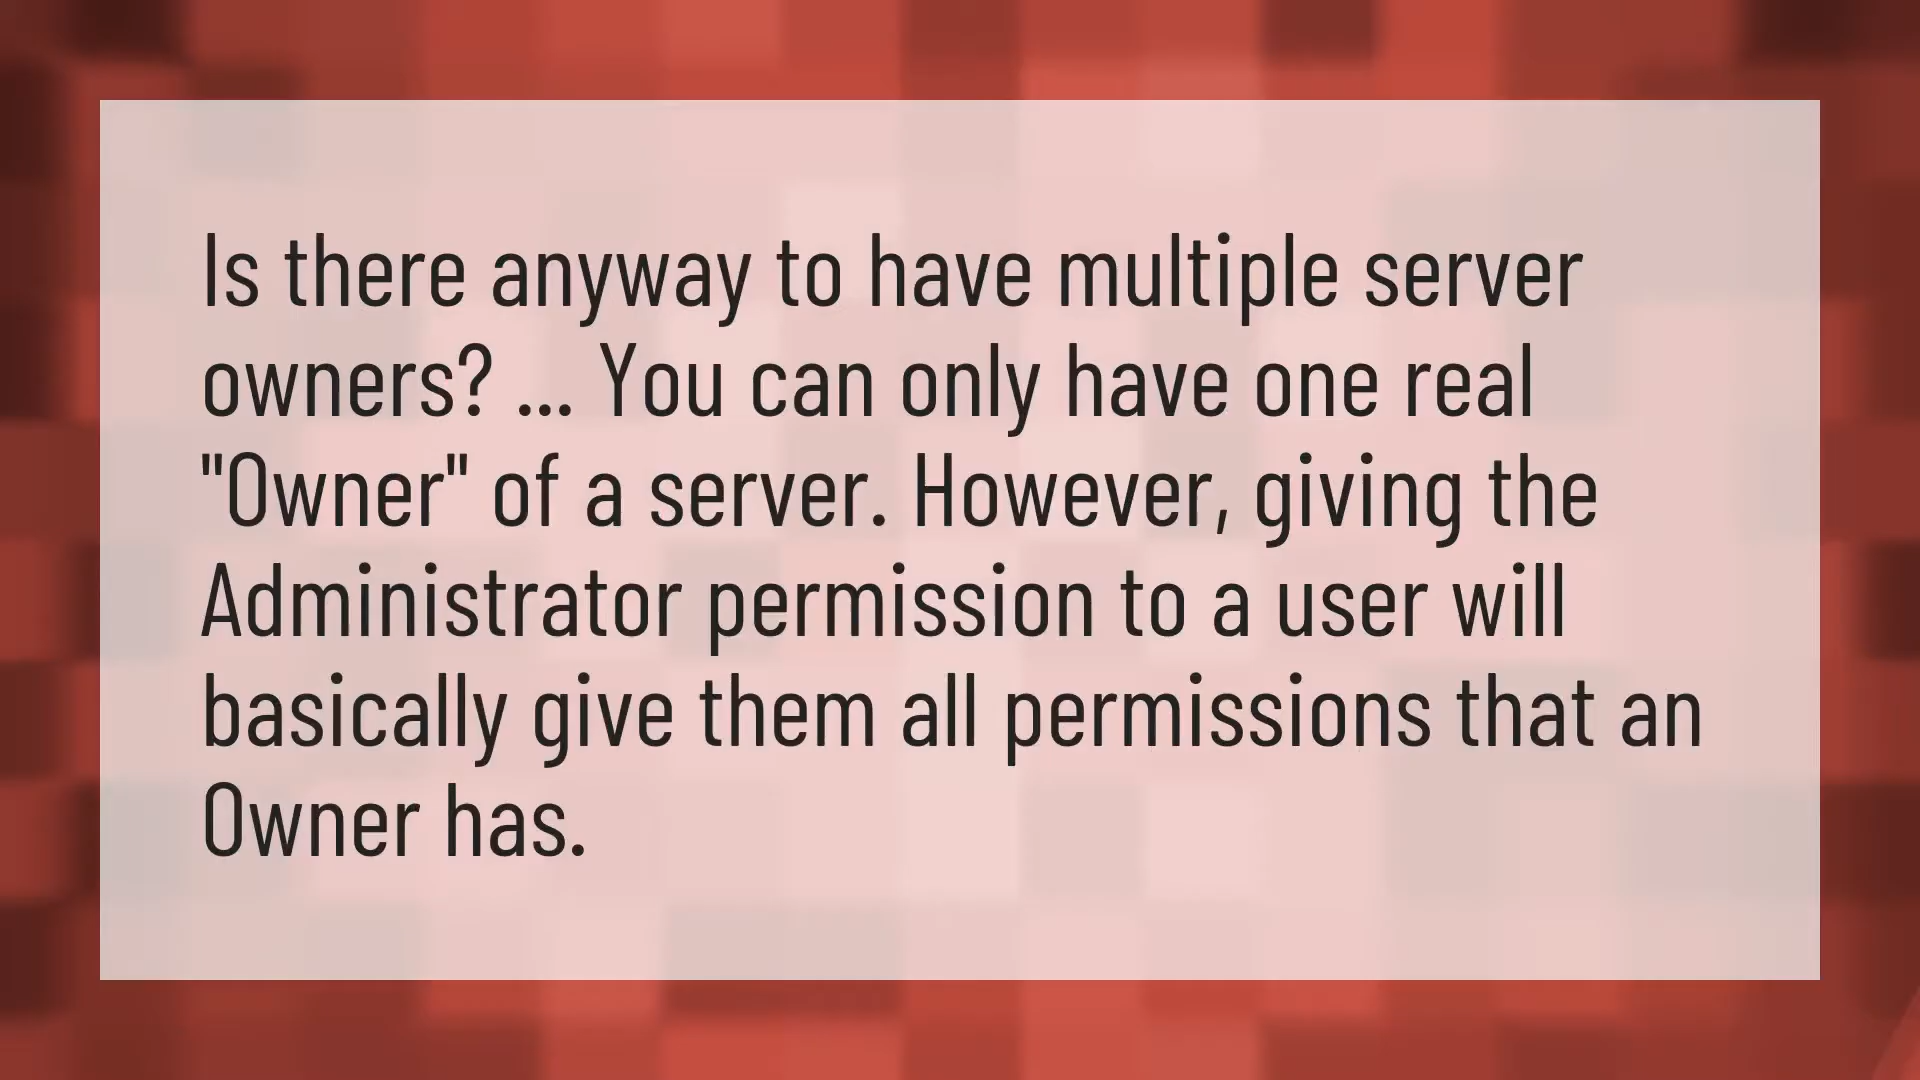 Is there anyway to have multiple server
owners? ... You can only have one real
"Owner" of a server. However, giving the
Administrator permission to a user will
basically give them all permissions that an
Owner has.